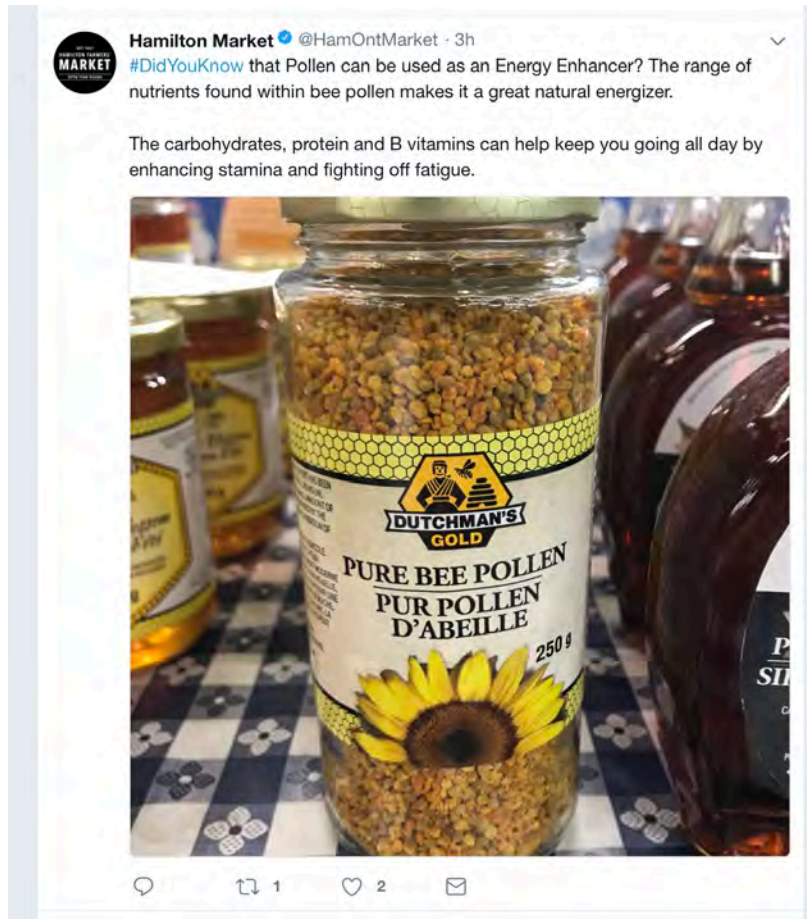 Hamilton Market @HamOntMarket · 3h
HAMILTON FARMERS
MARKET
#DidYouKnow that Pollen can be used as an Energy Enhancer? The range of
nutrients found within bee pollen makes it a great natural energizer.
The carbohydrates, protein and B vitamins can help keep you going all day by
enhancing stamina and fighting off fatigue.
DUTCHMAN'S
GOLD
PURE BEE POLLEN
PUR POLLEN
D'ABEILLE
250 g
1
2